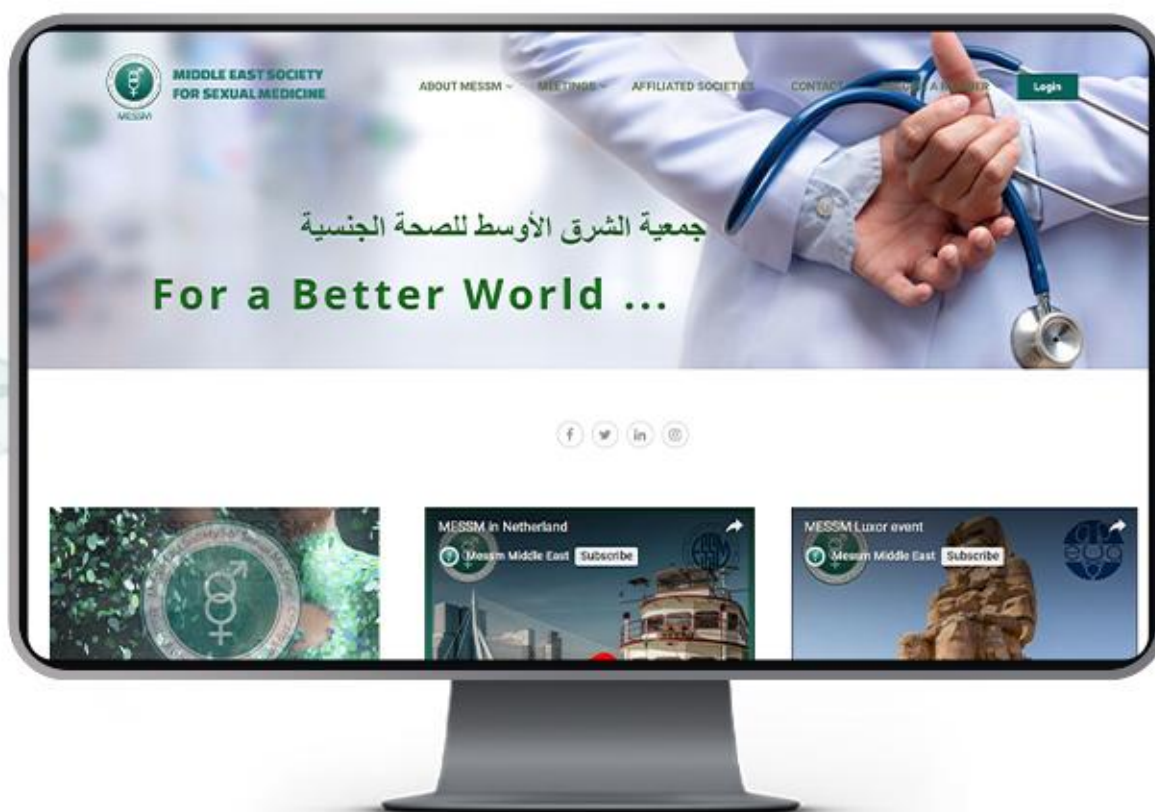 MIDDLE EAST SOCIETY
FOR SEXUAL MEDICINE
MESSM
ABOUT MESSM
MEETINGS
AFFILIATED SOCIETIES
CONTACT
Login
جمعية الشرق الأوسط للصحة الجنسية
For a Better World ...
MESSM in Netherland
Messm Middle East Subscribe
MESSM Luxor event
Messm Middle East Subscribe